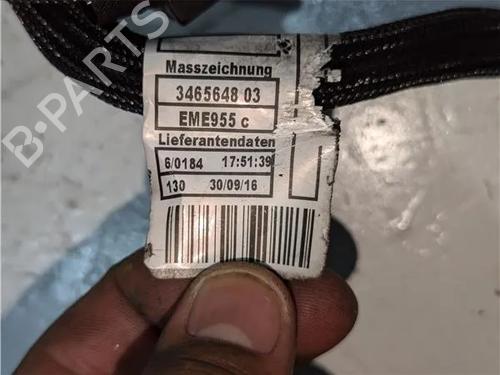 Masszeichnung
3465648 03
EME955 c
Lieferantendaten
6/0184 17:51:39
130 30/09/16
B-PARTS